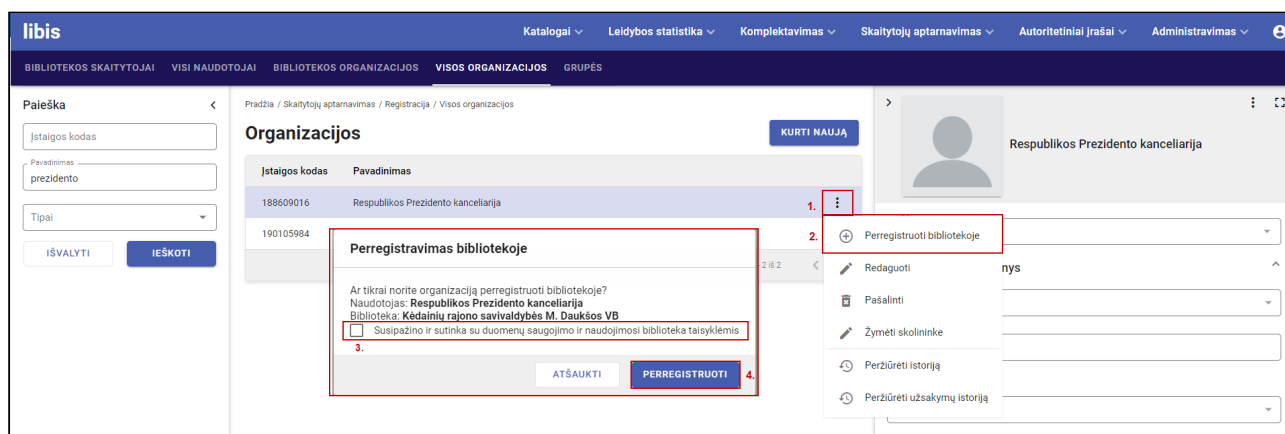 libis
Katalogai Leidybos statistika Komplektavimas Skaitytojų aptarnavimas Autoritetiniai įrašai Administravimas
BIBLIOTEKOS SKAITYTOJAI VISI NAUDOTOJAI BIBLIOTEKOS ORGANIZACIJOS VISOS ORGANIZACIJOS GRUPĖS
Paieška
Įstaigos kodas
Pavadinimas
prezidento
Tipai
IŠVALYTI IEŠKOTI
Pradžia / Skaitytojų aptarnavimas / Registracija / Visos organizacijos
Organizacijos
KURTI NAUJĄ
Įstaigos kodas Pavadinimas
188609016 Respublikos Prezidento kanceliarija
1.
190105984
2 iš 2
Perregistravimas bibliotekoje
Ar tikrai norite organizaciją perregistruoti bibliotekoje?
Naudotojas: Respublikos Prezidento kanceliarija
Biblioteka: Kėdainių rajono savivaldybės M. Daukšos VB
Susipažino ir sutinka su duomenų saugojimo ir naudojimosi biblioteka taisyklėmis
3.
ATŠAUKTI PERREGISTRUOTI 4.
Respublikos Prezidento kanceliarija
2. Perregistruoti bibliotekoje
Redaguoti
nys
Pašalinti
Žymėti skolininke
Peržiūrėti istoriją
Peržiūrėti užsakymų istoriją